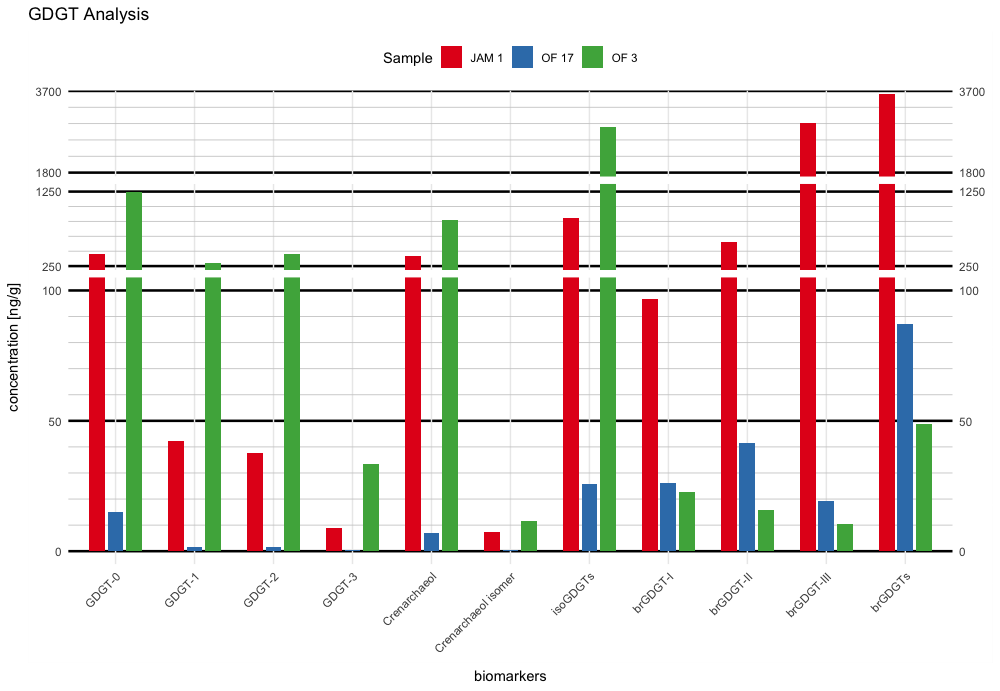 GDGT Analysis
Sample JAM 1 OF 17 OF 3
3700 3700
1800 1800
1250 1250
250 250
100 100
50 50
0 0
concentration [ng/g]
GDGT-0 GDGT-1 GDGT-2 GDGT-3 Crenarchaeol Crenarchaeol isomer isoGDGTs brGDGT-I brGDGT-II brGDGT-III brGDGTs
biomarkers